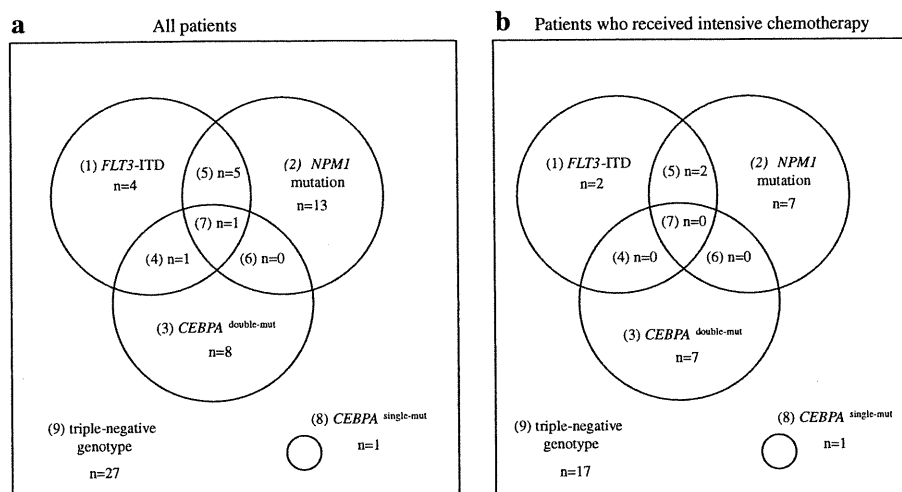 a All patients
(1) FLT3-ITD
n=4
(5) n=5
(2) NPM1
mutation
n=13
(7) n=1
(4) n=1
(6) n=0
(3) CEBPA double-mut
n=8
(9) triple-negative
genotype
n=27
(8) CEBPA single-mut
n=1
b Patients who received intensive chemotherapy
(1) FLT3-ITD
n=2
(5) n=2
(2) NPM1
mutation
n=7
(7) n=0
(4) n=0
(6) n=0
(3) CEBPA double-mut
n=7
(9) triple-negative
genotype
n=17
(8) CEBPA single-mut
n=1